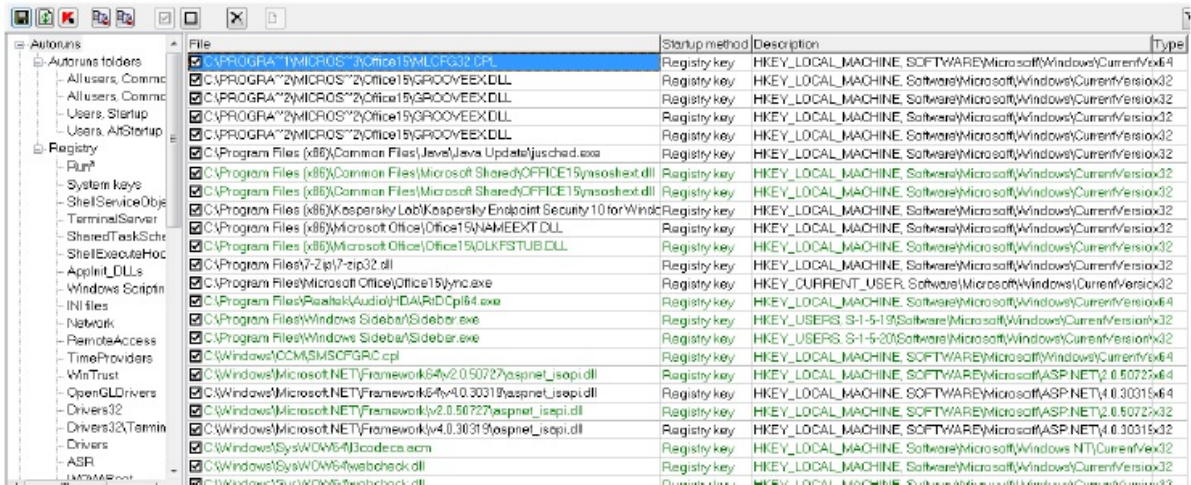 Autoruns
Autoruns folders
All users, Commo
All users, Commo
Users, Startup
Users, AltStartup
Registry
Run*
System keys
ShellServiceObje
TerminalServer
SharedTaskSche
ShellExecuteHoo
AppInit_DLLs
Windows Scriptin
INI files
Network
RemoteAccess
TimeProviders
WinTrust
OpenGLDrivers
Drivers32
Drivers32\Termin
Drivers
ASR
File Startup method Description Type
C:\PROGRA~1\MICROS~3\Office15\MLCFG32.CPL Registry key HKEY_LOCAL_MACHINE, SOFTWARE\Microsoft\Windows\CurrentVe x64
C:\PROGRA~2\MICROS~2\Office15\GROOVEEX.DLL Registry key HKEY_LOCAL_MACHINE, Software\Microsoft\Windows\CurrentVersio x32
C:\PROGRA~2\MICROS~2\Office15\GROOVEEX.DLL Registry key HKEY_LOCAL_MACHINE, Software\Microsoft\Windows\CurrentVersio x32
C:\PROGRA~2\MICROS~2\Office15\GROOVEEX.DLL Registry key HKEY_LOCAL_MACHINE, Software\Microsoft\Windows\CurrentVersio x32
C:\PROGRA~2\MICROS~2\Office15\GROOVEEX.DLL Registry key HKEY_LOCAL_MACHINE, Software\Microsoft\Windows\CurrentVersio x32
C:\Program Files (x86)\Common Files\Java\Java Update\jusched.exe Registry key HKEY_LOCAL_MACHINE, Software\Microsoft\Windows\CurrentVersio x32
C:\Program Files (x86)\Common Files\Microsoft Shared\OFFICE15\msoshext.dll Registry key HKEY_LOCAL_MACHINE, Software\Microsoft\Windows\CurrentVersio x32
C:\Program Files (x86)\Common Files\Microsoft Shared\OFFICE15\msoshext.dll Registry key HKEY_LOCAL_MACHINE, Software\Microsoft\Windows\CurrentVersio x32
C:\Program Files (x86)\Kaspersky Lab\Kaspersky Endpoint Security 10 for Windo Registry key HKEY_LOCAL_MACHINE, Software\Microsoft\Windows\CurrentVersio x32
C:\Program Files (x86)\Microsoft Office\Office15\NAMEEXT.DLL Registry key HKEY_LOCAL_MACHINE, Software\Microsoft\Windows\CurrentVersio x32
C:\Program Files (x86)\Microsoft Office\Office15\OLKFSTUB.DLL Registry key HKEY_LOCAL_MACHINE, Software\Microsoft\Windows\CurrentVersio x32
C:\Program Files\7-Zip\7-zip32.dll Registry key HKEY_LOCAL_MACHINE, Software\Microsoft\Windows\CurrentVersio x32
C:\Program Files\Microsoft Office\Office15\lync.exe Registry key HKEY_CURRENT_USER, Software\Microsoft\Windows\CurrentVersio x32
C:\Program Files\Realtek\Audio\HDA\RtDCpl64.exe Registry key HKEY_LOCAL_MACHINE, Software\Microsoft\Windows\CurrentVersio x64
C:\Program Files\Windows Sidebar\Sidebar.exe Registry key HKEY_USERS, S-1-5-19\Software\Microsoft\Windows\CurrentVersion\ x32
C:\Program Files\Windows Sidebar\Sidebar.exe Registry key HKEY_USERS, S-1-5-20\Software\Microsoft\Windows\CurrentVersion\ x32
C:\Windows\CCM\SMSCFGRC.cpl Registry key HKEY_LOCAL_MACHINE, SOFTWARE\Microsoft\Windows\CurrentVe x64
C:\Windows\Microsoft.NET\Framework64\v2.0.50727\aspnet_isapi.dll Registry key HKEY_LOCAL_MACHINE, SOFTWARE\Microsoft\ASP.NET\2.0.50727 x64
C:\Windows\Microsoft.NET\Framework64\v4.0.30319\aspnet_isapi.dll Registry key HKEY_LOCAL_MACHINE, SOFTWARE\Microsoft\ASP.NET\4.0.30319 x64
C:\Windows\Microsoft.NET\Framework\v2.0.50727\aspnet_isapi.dll Registry key HKEY_LOCAL_MACHINE, SOFTWARE\Microsoft\ASP.NET\2.0.50727 x32
C:\Windows\Microsoft.NET\Framework\v4.0.30319\aspnet_isapi.dll Registry key HKEY_LOCAL_MACHINE, SOFTWARE\Microsoft\ASP.NET\4.0.30319 x32
C:\Windows\SysWOW64\l3codeca.acm Registry key HKEY_LOCAL_MACHINE, Software\Microsoft\Windows NT\CurrentVe x32
C:\Windows\SysWOW64\webcheck.dll Registry key HKEY_LOCAL_MACHINE, Software\Microsoft\Windows\CurrentVersio x32